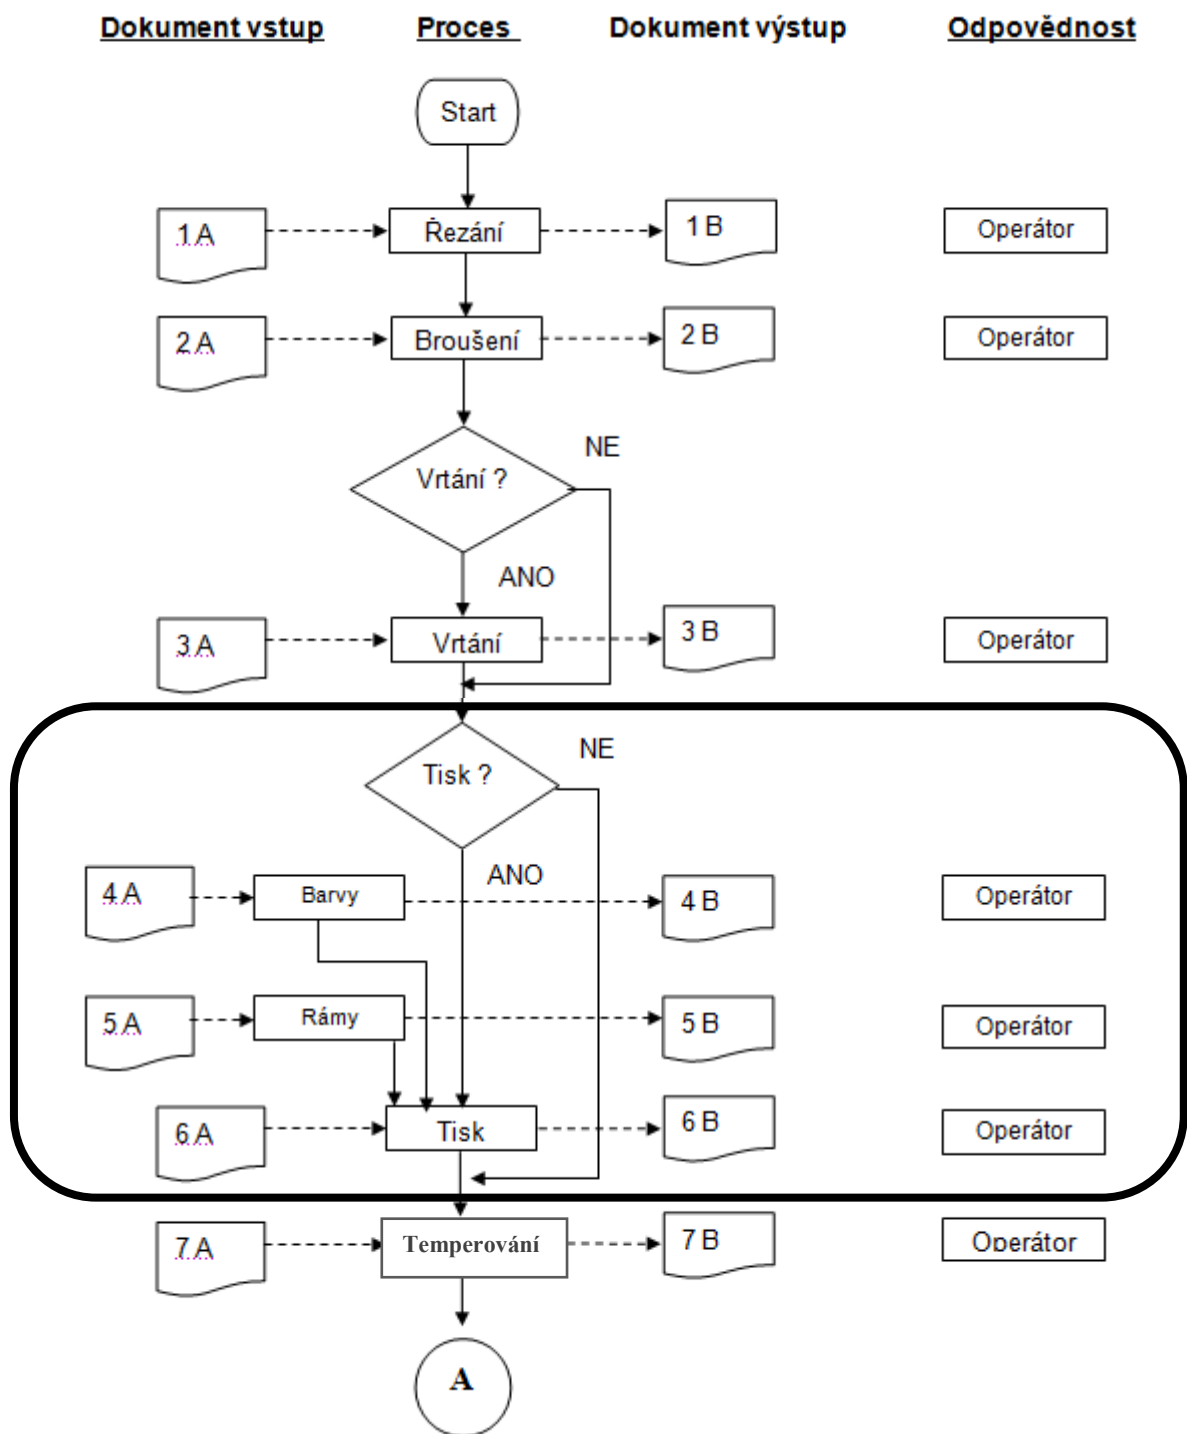 Dokument vstup Proces Dokument výstup Odpovědnost
Start
1 A Řezání 1 B Operátor
2 A Broušení 2 B Operátor
NE
Vrtání ?
ANO
3 A Vrtání 3 B Operátor
NE
Tisk ?
ANO
4 A Barvy 4 B Operátor
5 A Rámy 5 B Operátor
6 A Tisk 6 B Operátor
7 A Temperování 7 B Operátor
A